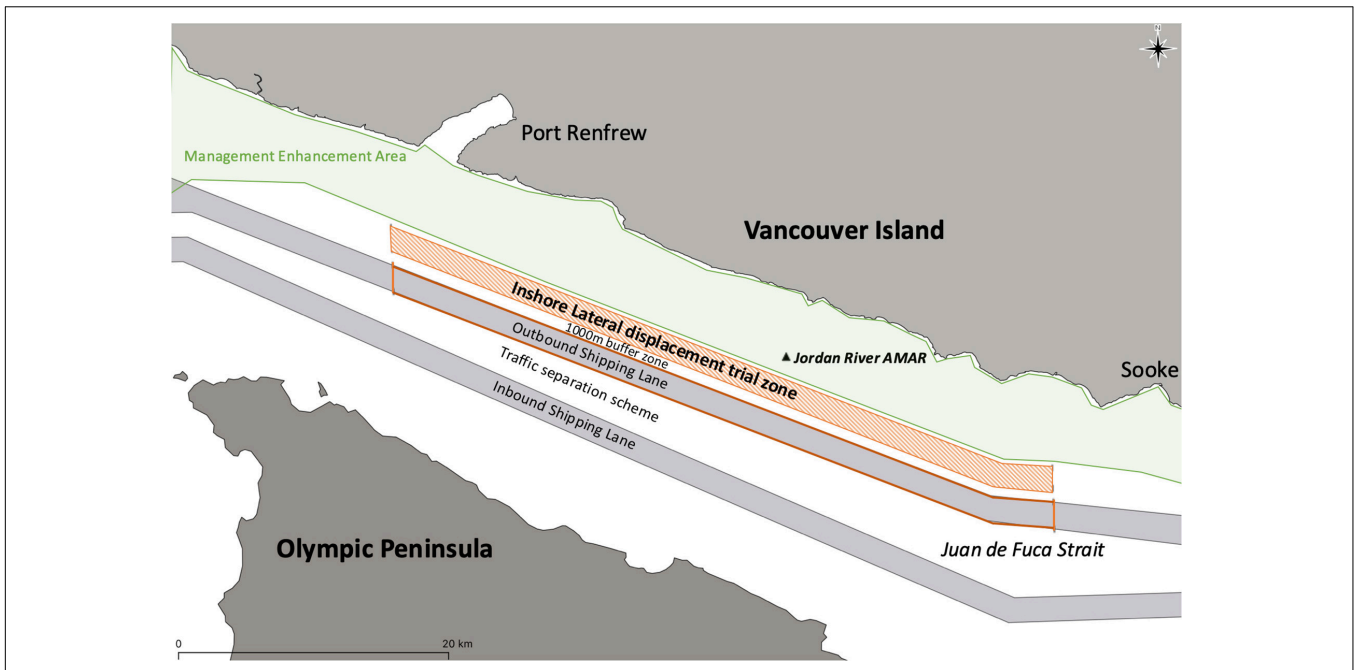 N
Port Renfrew
Management Enhancement Area
Vancouver Island
Inshore Lateral displacement trial zone
1000m buffer zone
Outbound Shipping Lane
Jordan River AMAR
Traffic separation scheme
Sooke
Inbound Shipping Lane
Olympic Peninsula
Juan de Fuca Strait
0
20 km